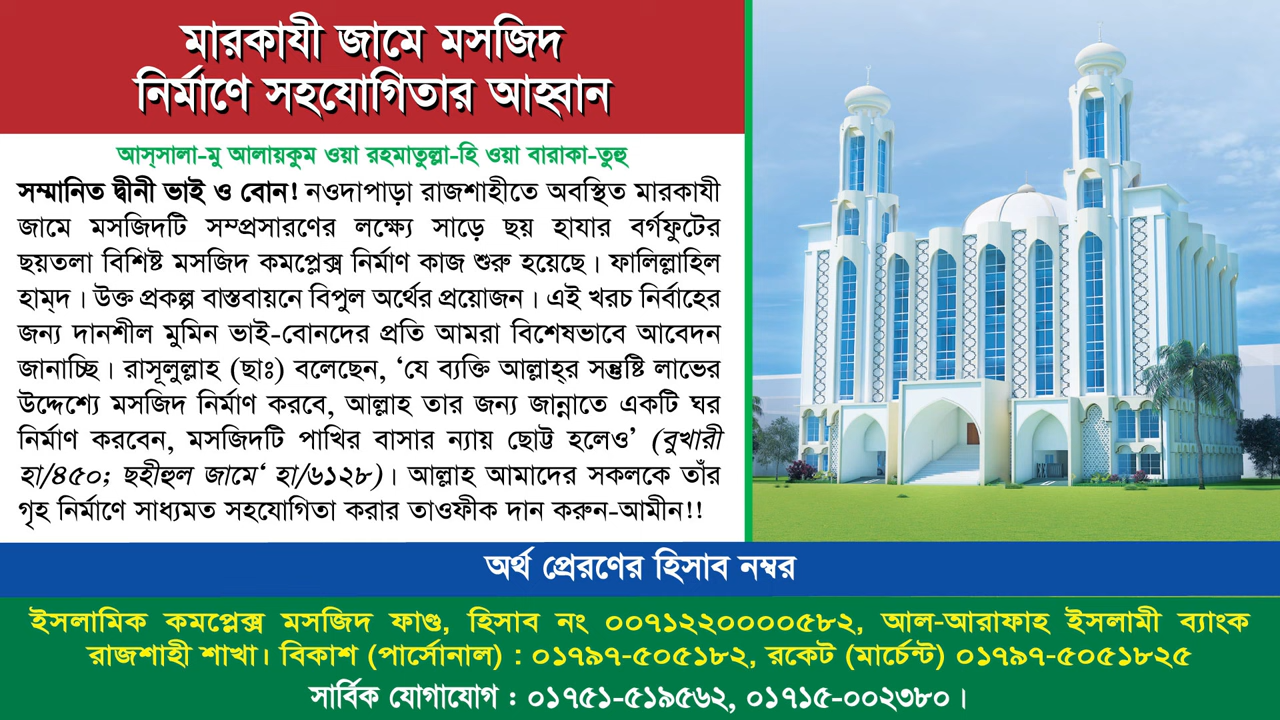 মারকাযী জামে মসজিদ
নির্মাণে সহযোগিতার আহ্বান
আস্সালা-মু আলায়কুম ওয়া রহমাতুল্লা-হি ওয়া বারাকা-তুহু
সম্মানিত দ্বীনী ভাই ও বোন! নওদাপাড়া রাজশাহীতে অবস্থিত মারকাযী
জামে মসজিদটি সম্প্রসারণের লক্ষ্যে সাড়ে ছয় হাযার বর্গফুটের
ছয়তলা বিশিষ্ট মসজিদ কমপ্লেক্স নির্মাণ কাজ শুরু হয়েছে। ফালিল্লাহিল
হাম্দ। উক্ত প্রকল্প বাস্তবায়নে বিপুল অর্থের প্রয়োজন। এই খরচ নির্বাহের
জন্য দানশীল মুমিন ভাই-বোনদের প্রতি আমরা বিশেষভাবে আবেদন
জানাচ্ছি। রাসূলুল্লাহ (ছাঃ) বলেছেন, ‘যে ব্যক্তি আল্লাহ্র সন্তুষ্টি লাভের
উদ্দেশ্যে মসজিদ নির্মাণ করবে, আল্লাহ তার জন্য জান্নাতে একটি ঘর
নির্মাণ করবেন, মসজিদটি পাখির বাসার ন্যায় ছোট্ট হলেও’ (বুখারী
হা/৪৫০; ছহীহুল জামে‘ হা/৬১২৮)। আল্লাহ আমাদের সকলকে তাঁর
গৃহ নির্মাণে সাধ্যমত সহযোগিতা করার তাওফীক দান করুন-আমীন!!
অর্থ প্রেরণের হিসাব নম্বর
ইসলামিক কমপ্লেক্স মসজিদ ফাণ্ড, হিসাব নং ০০৭১২২০০০০৫৮২, আল-আরাফাহ ইসলামী ব্যাংক
রাজশাহী শাখা। বিকাশ (পার্সোনাল) : ০১৭৯৭-৫০৫১৮২, রকেট (মার্চেন্ট) ০১৭৯৭-৫০৫১৮২৫
সার্বিক যোগাযোগ : ০১৭৫১-৫১৯৫৬২, ০১৭১৫-০০২৩৮০।